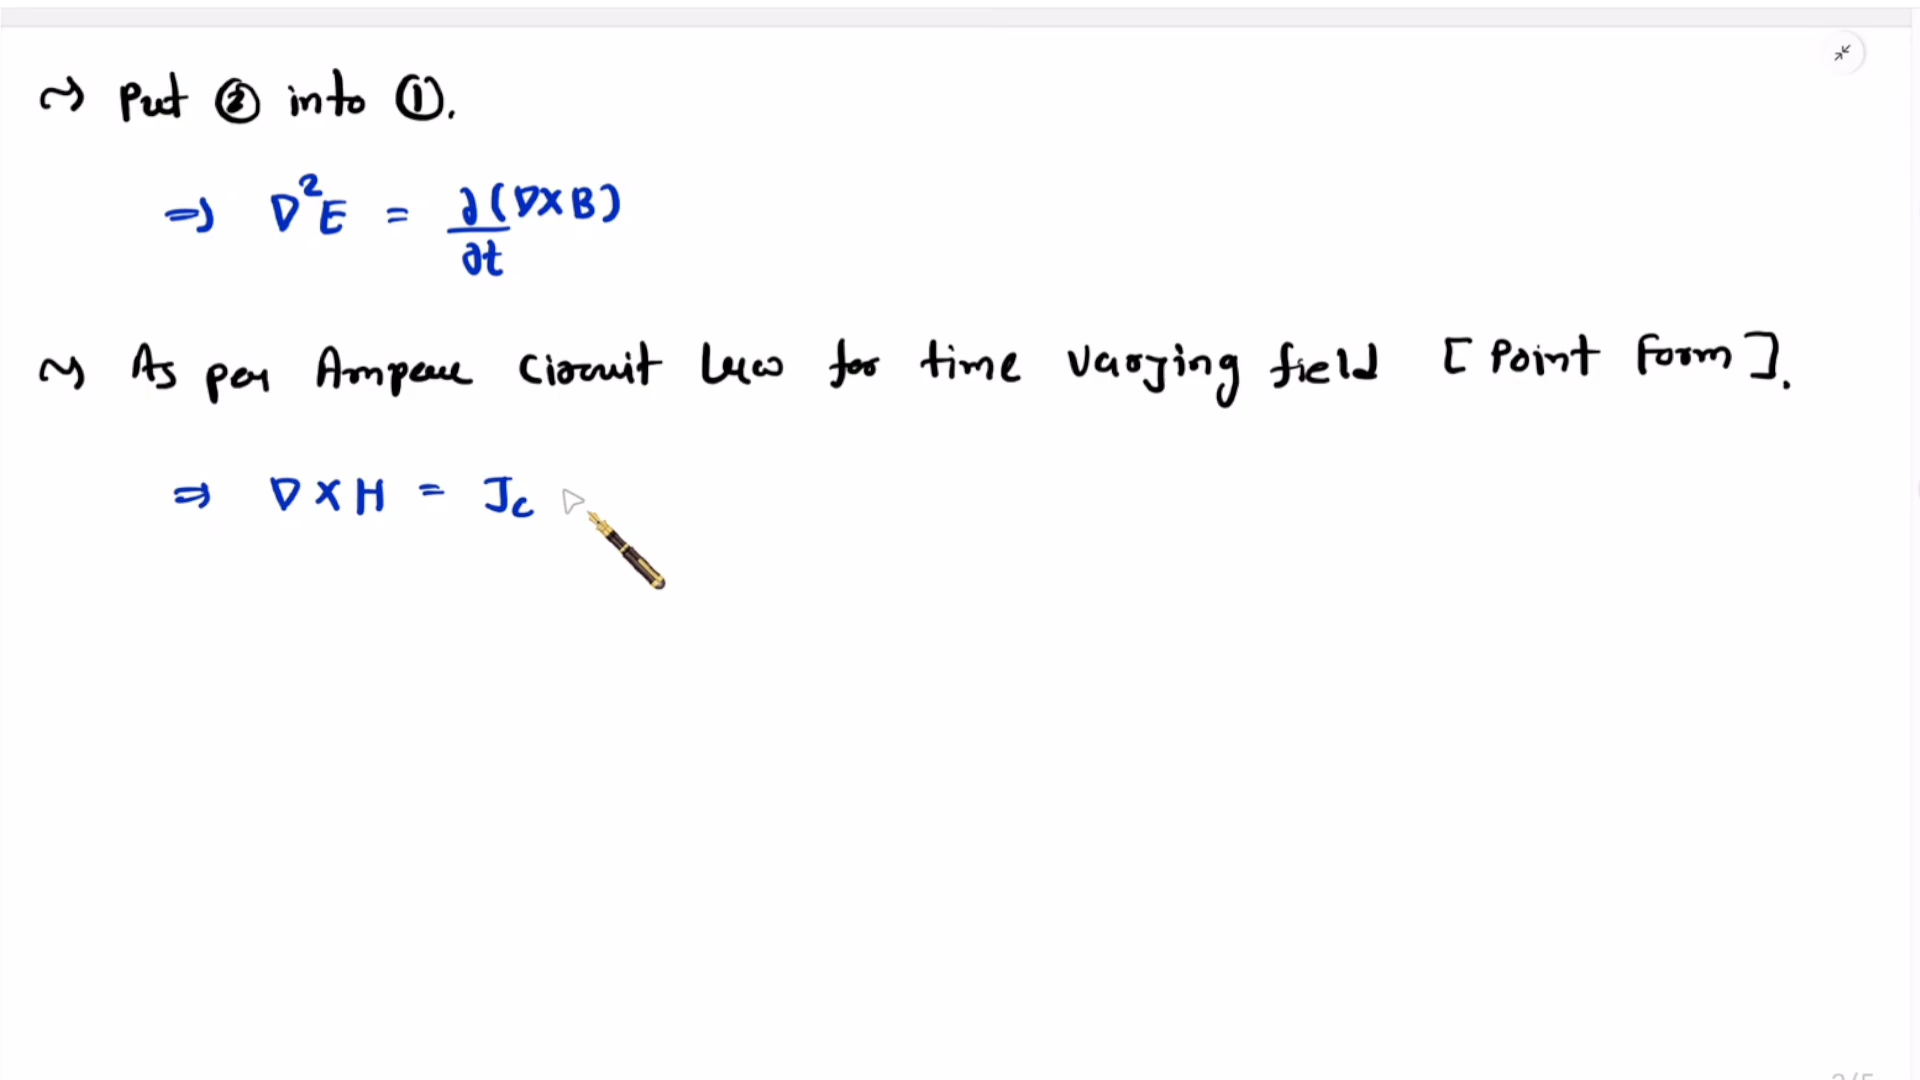 ~> Put ② into ①.
=> ∇²E = ∂(∇×B)/∂t
~> As per Ampere Circuit Law for time varying field [Point Form].
=> ∇×H = Jc